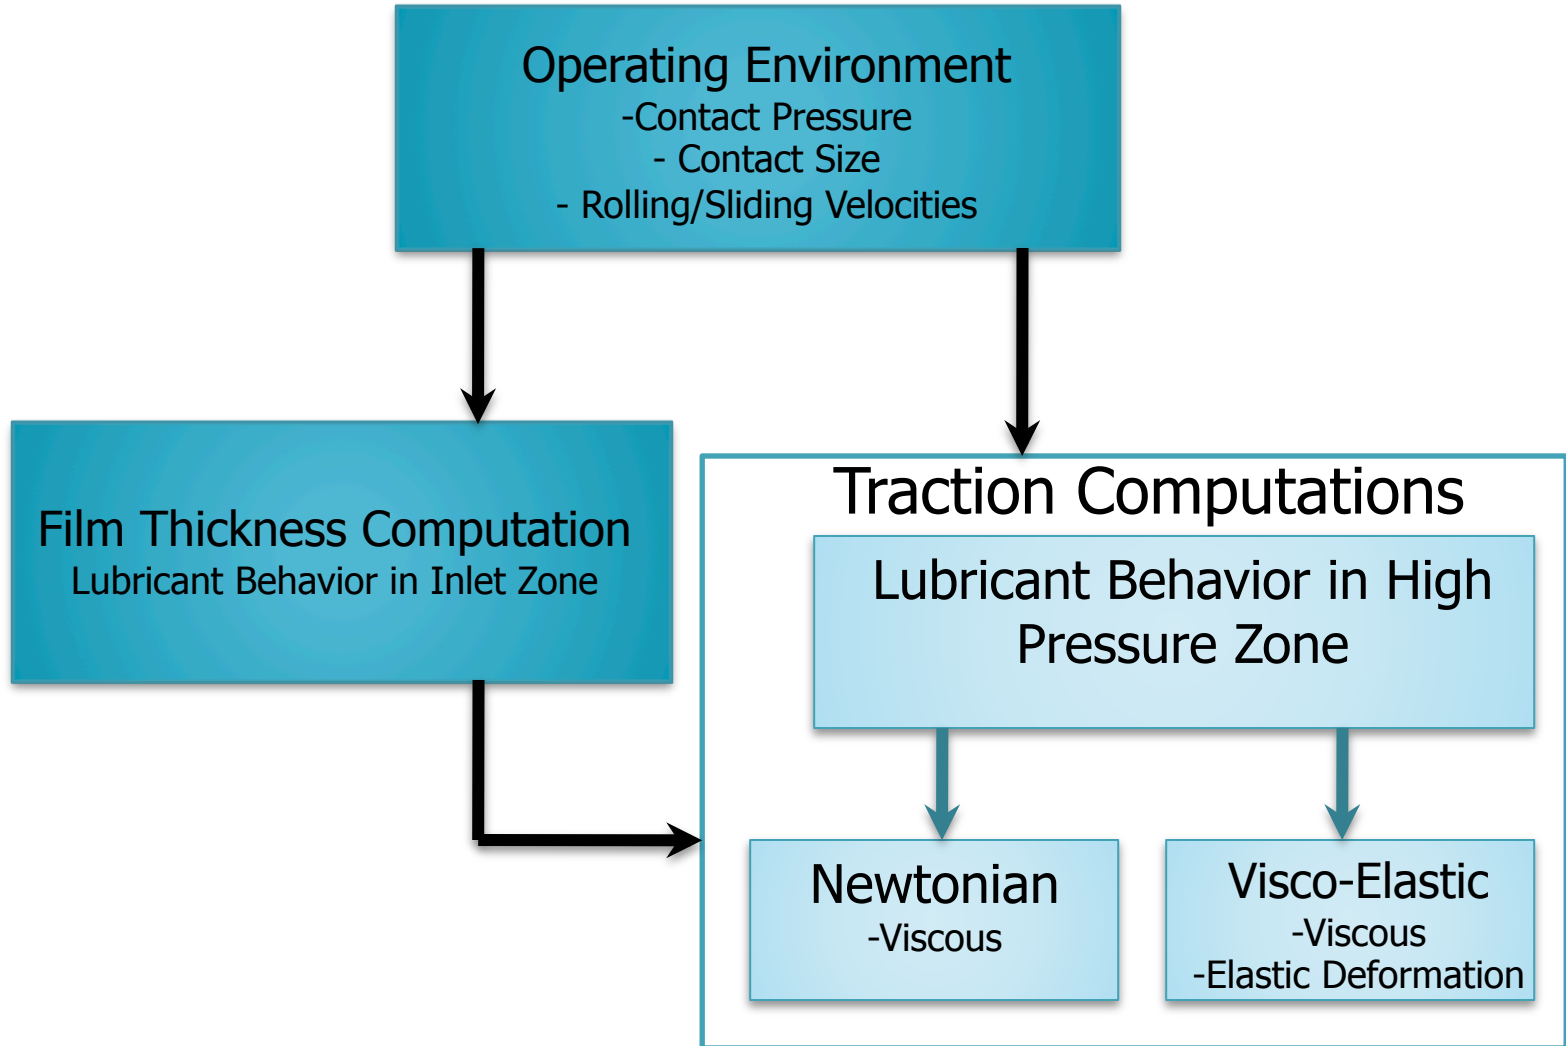 Operating Environment
-Contact Pressure
- Contact Size
- Rolling/Sliding Velocities
Film Thickness Computation
Lubricant Behavior in Inlet Zone
Traction Computations
Lubricant Behavior in High
Pressure Zone
Newtonian
-Viscous
Visco-Elastic
-Viscous
-Elastic Deformation